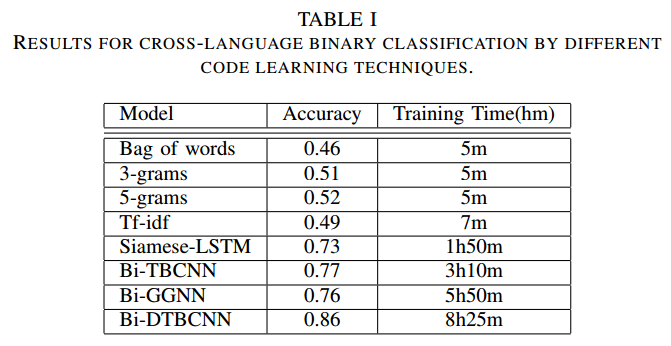 TABLE I
RESULTS FOR CROSS-LANGUAGE BINARY CLASSIFICATION BY DIFFERENT
CODE LEARNING TECHNIQUES.
Model Accuracy Training Time(hm)
Bag of words 0.46 5m
3-grams 0.51 5m
5-grams 0.52 5m
Tf-idf 0.49 7m
Siamese-LSTM 0.73 1h50m
Bi-TBCNN 0.77 3h10m
Bi-GGNN 0.76 5h50m
Bi-DTBCNN 0.86 8h25m